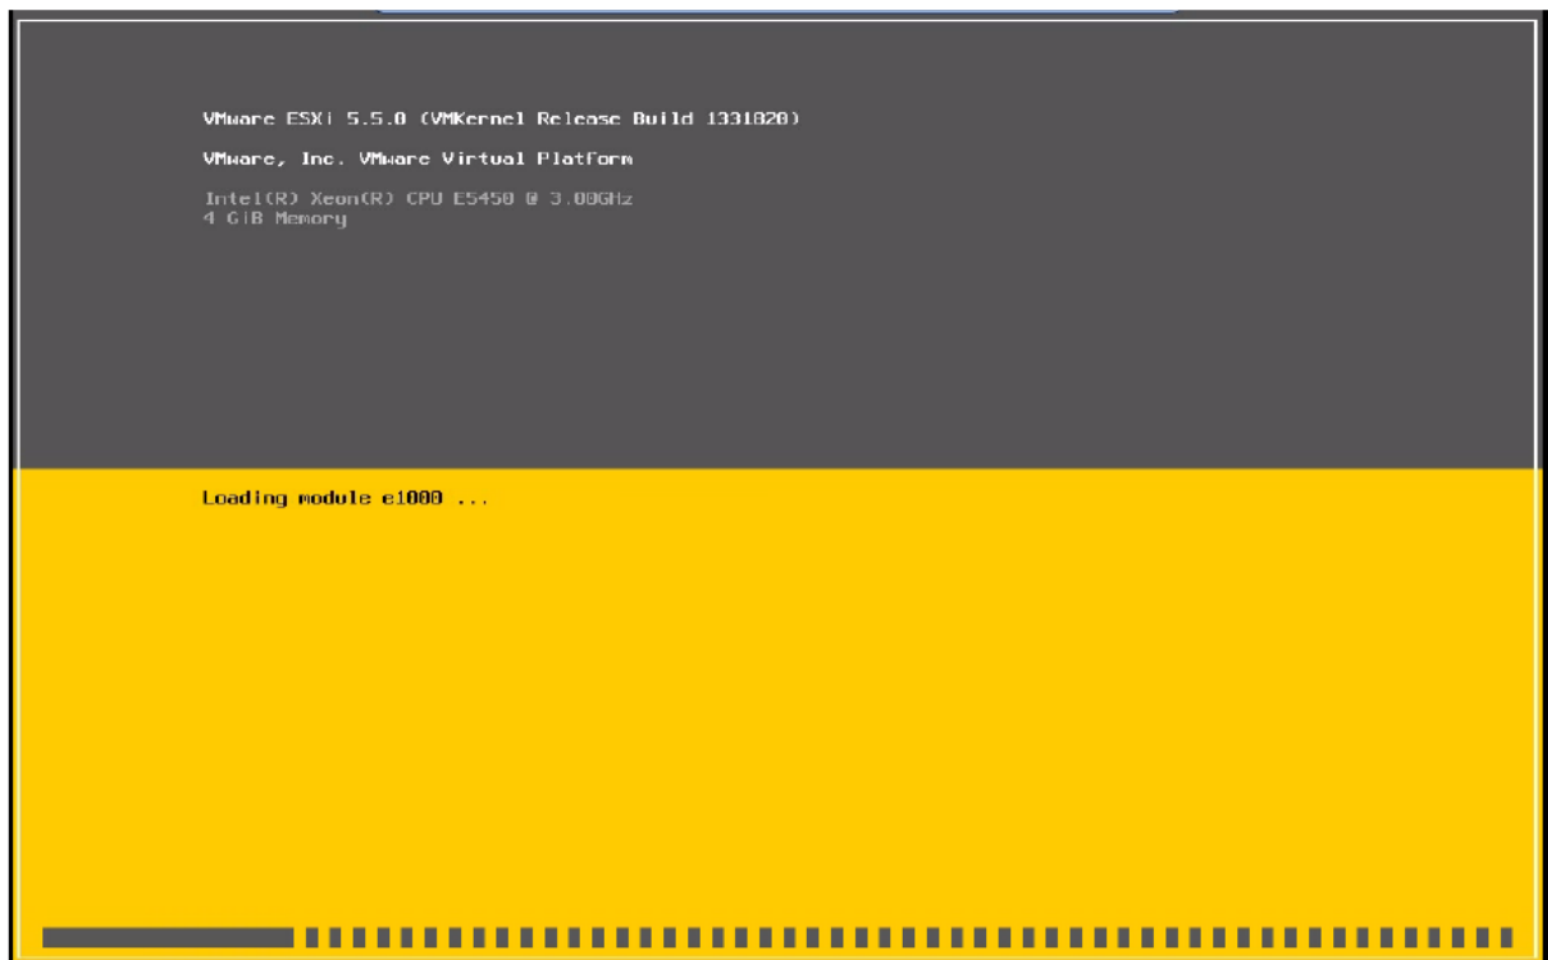 VMware ESXi 5.5.0 (VMKernel Release Build 1331820)
VMware, Inc. VMware Virtual Platform
Intel(R) Xeon(R) CPU E5450 @ 3.00GHz
4 GiB Memory
Loading module e1000 ...